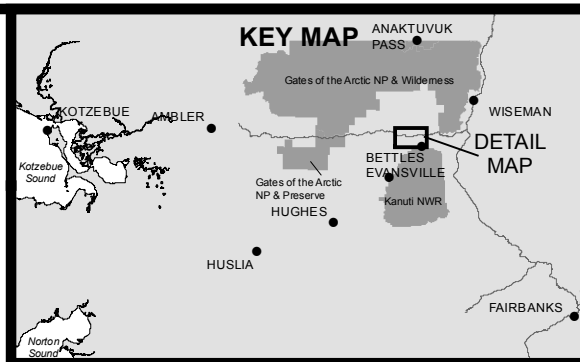 KEY MAP
ANAKTUVUK
PASS
Gates of the Arctic NP & Wilderness
KOTZEBUE
AMBLER
WISEMAN
Kotzebue
Sound
DETAIL
MAP
BETTLES
EVANSVILLE
Gates of the Arctic
NP & Preserve
Kanuti NWR
HUGHES
HUSLIA
FAIRBANKS
Norton
Sound